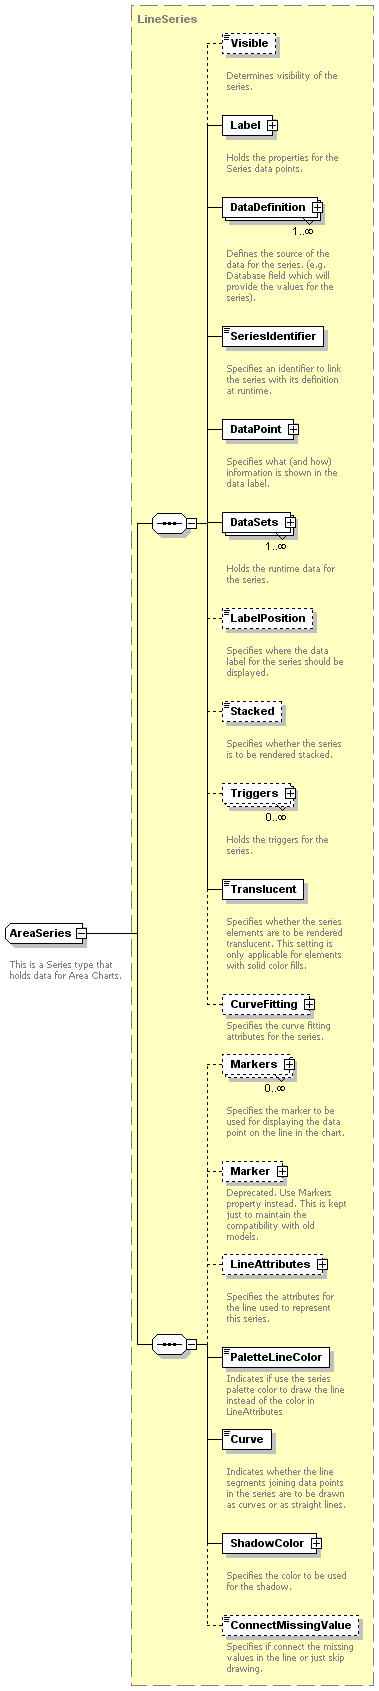 LineSeries
Visible
Determines visibility of the
series.
Label
Holds the properties for the
Series data points.
DataDefinition
1..∞
Defines the source of the
data for the series. (e.g.
Database field which will
provide the values for the
series).
SeriesIdentifier
Specifies an identifier to link
the series with its definition
at runtime.
DataPoint
Specifies what (and how)
information is shown in the
data label.
DataSets
1..∞
Holds the runtime data for
the series.
LabelPosition
Specifies where the data
label for the series should be
displayed.
Stacked
Specifies whether the series
is to be rendered stacked.
Triggers
0..∞
Holds the triggers for the
series.
Translucent
Specifies whether the series
elements are to be rendered
translucent. This setting is
only applicable for elements
with solid color fills.
AreaSeries
This is a Series type that
holds data for Area Charts.
CurveFitting
Specifies the curve fitting
attributes for the series.
Markers
0..∞
Specifies the marker to be
used for displaying the data
point on the line in the chart.
Marker
Deprecated. Use Markers
property instead. This is kept
just to maintain the
compatibility with old
models.
LineAttributes
Specifies the attributes for
the line used to represent
this series.
PaletteLineColor
Indicates if use the series
palette color to draw the line
instead of the color in
LineAttributes
Curve
Indicates whether the line
segments joining data points
in the series are to be drawn
as curves or as straight lines.
ShadowColor
Specifies the color to be used
for the shadow.
ConnectMissingValue
Specifies if connect the missing
values in the line or just skip
drawing.